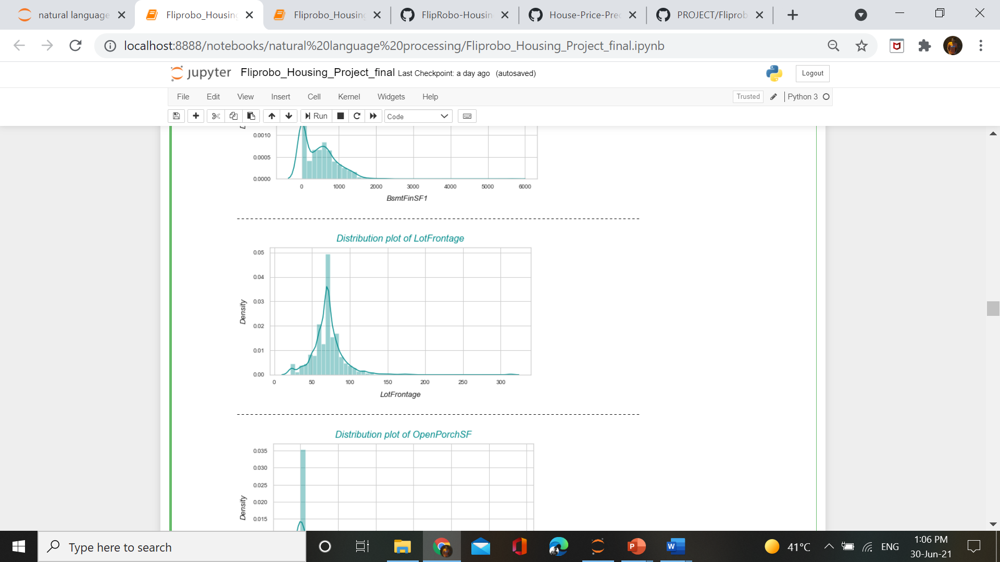 natural language
Fliprobo_Housing
Fliprobo_Housing
FlipRobo-Housin
House-Price-Pred
PROJECT/Fliprob
localhost:8888/notebooks/natural%20language%20processing/Fliprobo_Housing_Project_final.ipynb
jupyter Fliprobo_Housing_Project_final Last Checkpoint: a day ago (autosaved)
Logout
File Edit View Insert Cell Kernel Widgets Help
Trusted Python 3
Run Code
0.0010
0.0005
0.0000
0 1000 2000 3000 4000 5000 6000
BsmtFinSF1
Distribution plot of LotFrontage
0.05
0.04
0.03
0.02
0.01
0.00
Density
0 50 100 150 200 250 300
LotFrontage
Distribution plot of OpenPorchSF
0.035
0.030
0.025
0.020
0.015
Density
Type here to search
P
W
41°C
ENG
1:06 PM
30-Jun-21